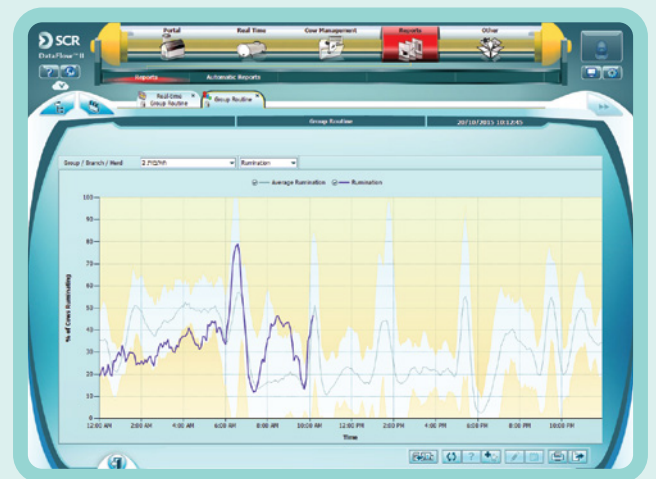 SCR
DataFlow™ II
Portal
Real Time
Cow Management
Reports
Other
Reports
Automatic Reports
Real-time Group Routine
Group Routine
Group Routine
20/10/2015 10:12:45
Group / Branch / Herd
Rumination
Average Rumination
Rumination
% of Cows Ruminating
100
90
80
70
60
50
40
30
20
10
0
12:00 AM
2:00 AM
4:00 AM
6:00 AM
8:00 AM
10:00 AM
12:00 PM
2:00 PM
4:00 PM
6:00 PM
8:00 PM
10:00 PM
Time